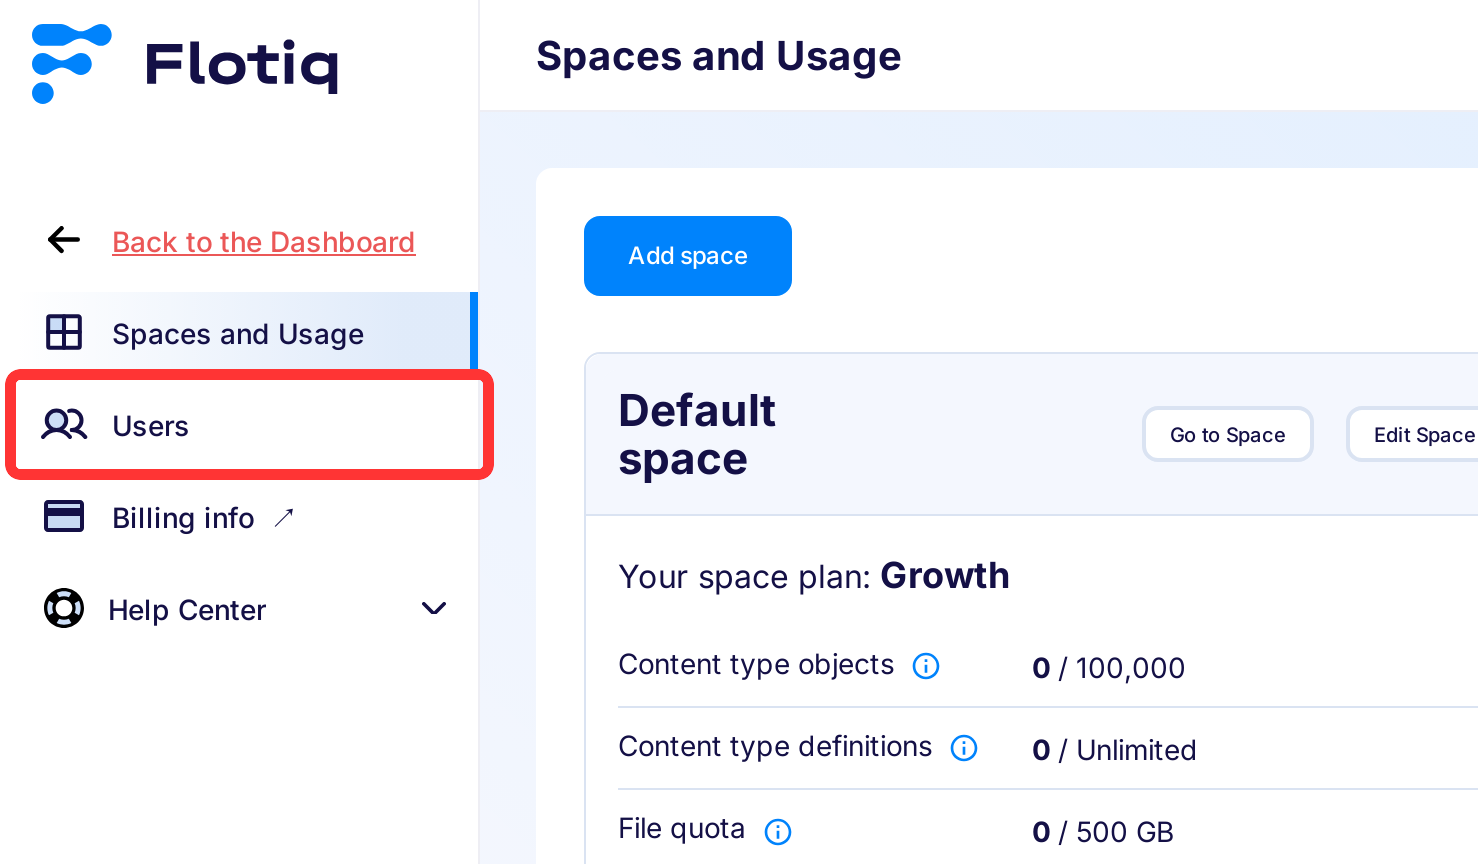 Flotiq
Spaces and Usage
Back to the Dashboard
Spaces and Usage
Users
Billing info ↗
Help Center
Add space
Default
space
Go to Space
Edit Space
Your space plan: Growth
Content type objects 0 / 100,000
Content type definitions 0 / Unlimited
File quota 0 / 500 GB